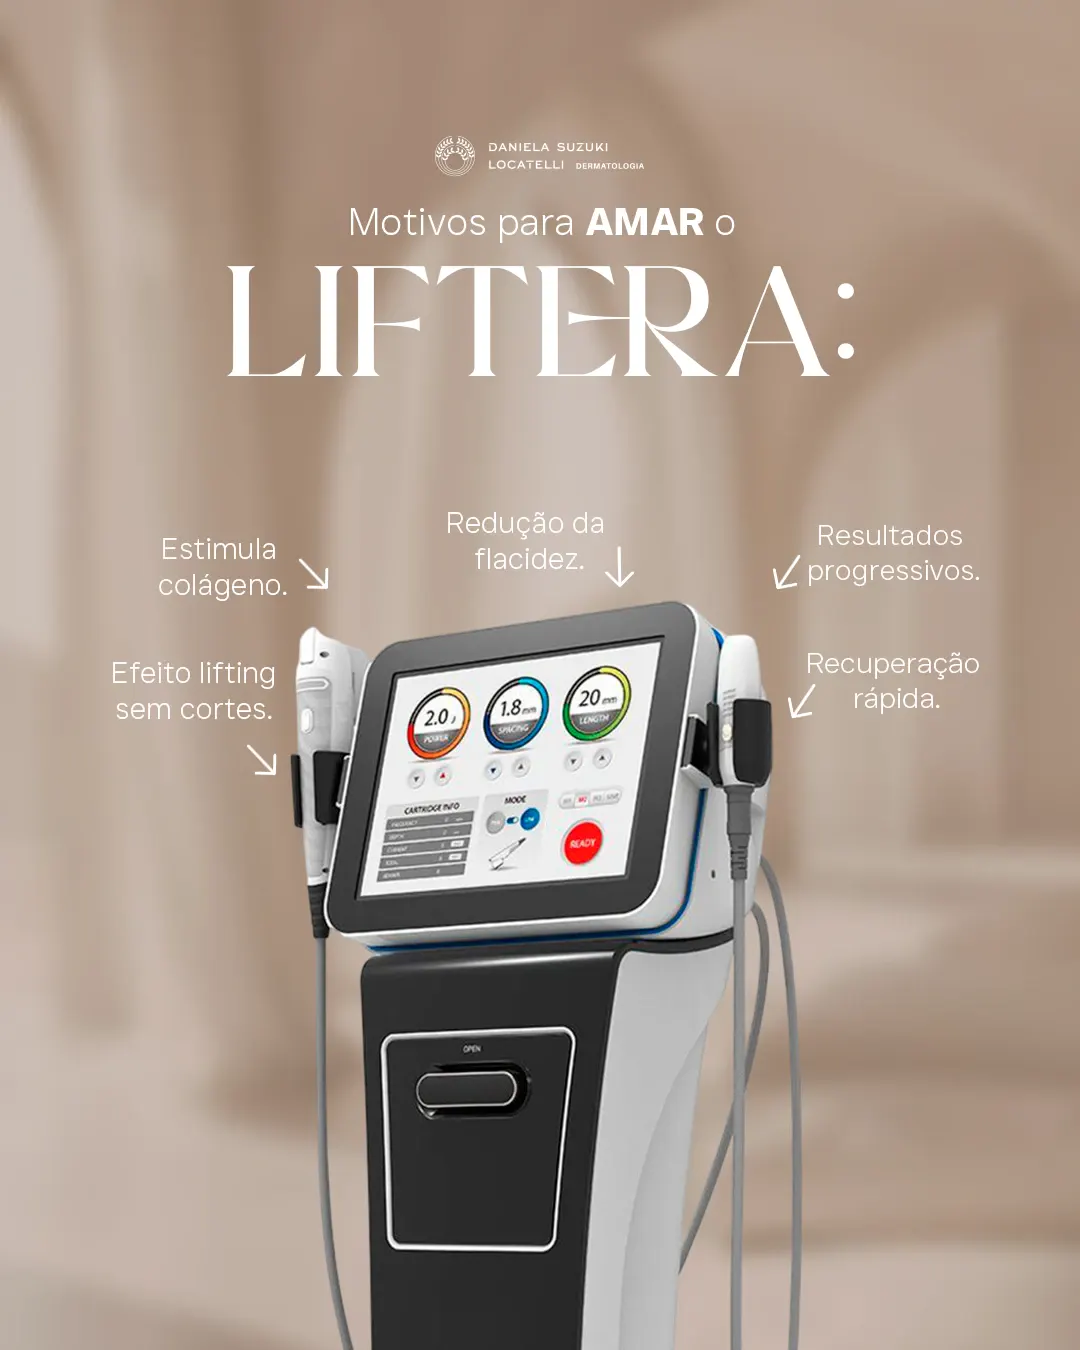 DANIELA SUZUKI
LOCATELLI DERMATOLOGIA
Motivos para AMAR o
LIFTERA:
Estimula
colágeno.
Redução da
flacidez.
Resultados
progressivos.
Efeito lifting
sem cortes.
Recuperação
rápida.
2.0 J
POWER
1.8 mm
SPACING
20 mm
LENGTH
CARTRIDGE INFO
MODE
READY
OPEN